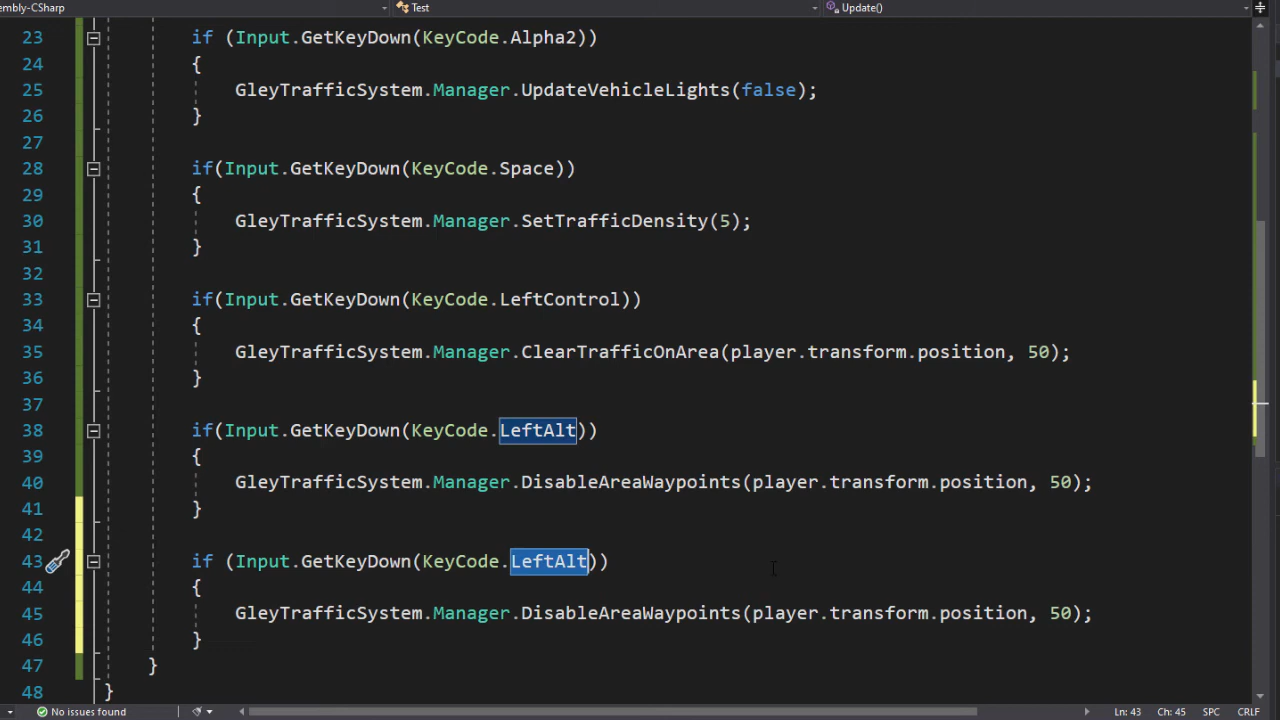 embly-CSharp
Test
Update()
23 if (Input.GetKeyDown(KeyCode.Alpha2))
24 {
25 GleyTrafficSystem.Manager.UpdateVehicleLights(false);
26 }
27
28 if(Input.GetKeyDown(KeyCode.Space))
29 {
30 GleyTrafficSystem.Manager.SetTrafficDensity(5);
31 }
32
33 if(Input.GetKeyDown(KeyCode.LeftControl))
34 {
35 GleyTrafficSystem.Manager.ClearTrafficOnArea(player.transform.position, 50);
36 }
37
38 if(Input.GetKeyDown(KeyCode.LeftAlt))
39 {
40 GleyTrafficSystem.Manager.DisableAreaWaypoints(player.transform.position, 50);
41 }
42
43 if (Input.GetKeyDown(KeyCode.LeftAlt))
44 {
45 GleyTrafficSystem.Manager.DisableAreaWaypoints(player.transform.position, 50);
46 }
47 }
48 }
No issues found
Ln: 43 Ch: 45 SPC CRLF